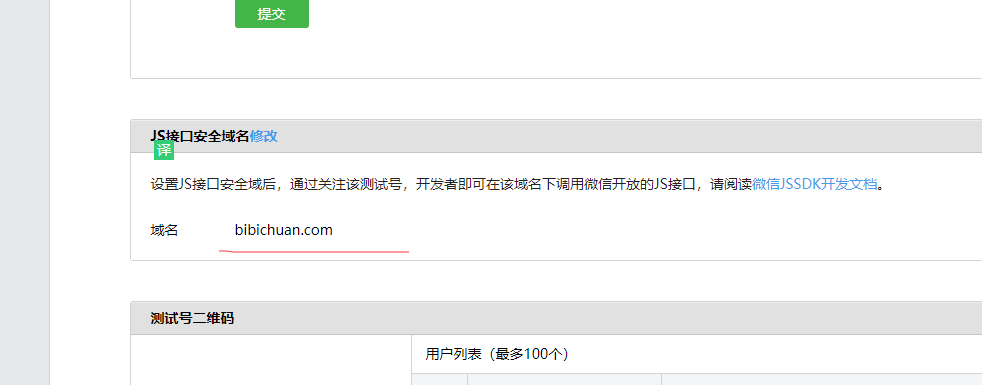 提交
JS接口安全域名修改
译
设置JS接口安全域后，通过关注该测试号，开发者即可在该域名下调用微信开放的JS接口，请阅读微信JSSDK开发文档。
域名 bibichuan.com
测试号二维码
用户列表（最多100个）